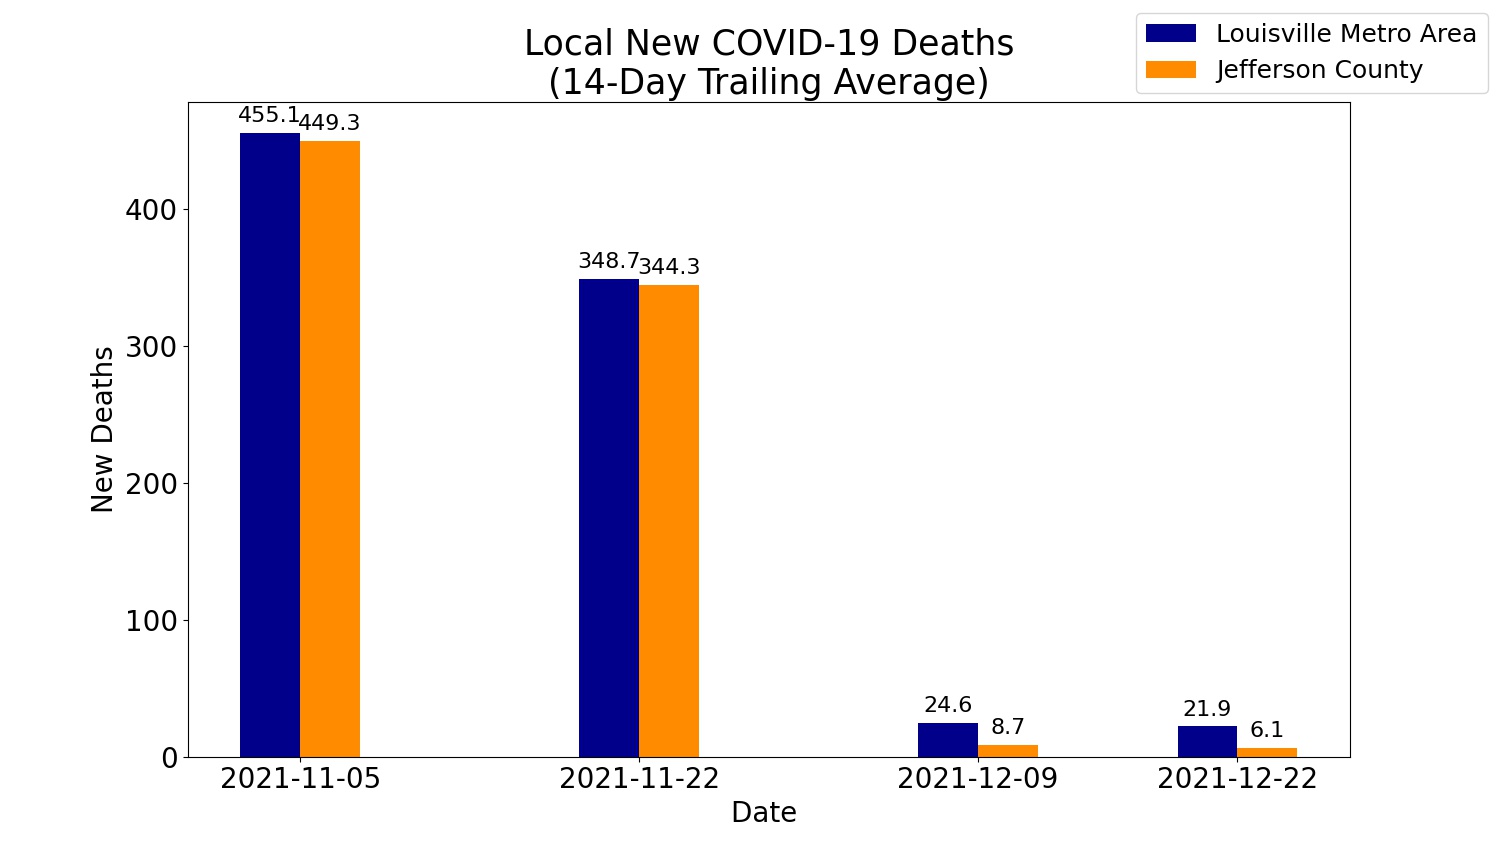 Local New COVID-19 Deaths
(14-Day Trailing Average)
Louisville Metro Area
Jefferson County
455.1
449.3
348.7
344.3
24.6
8.7
21.9
6.1
400
300
200
100
0
New Deaths
2021-11-05
2021-11-22
2021-12-09
2021-12-22
Date